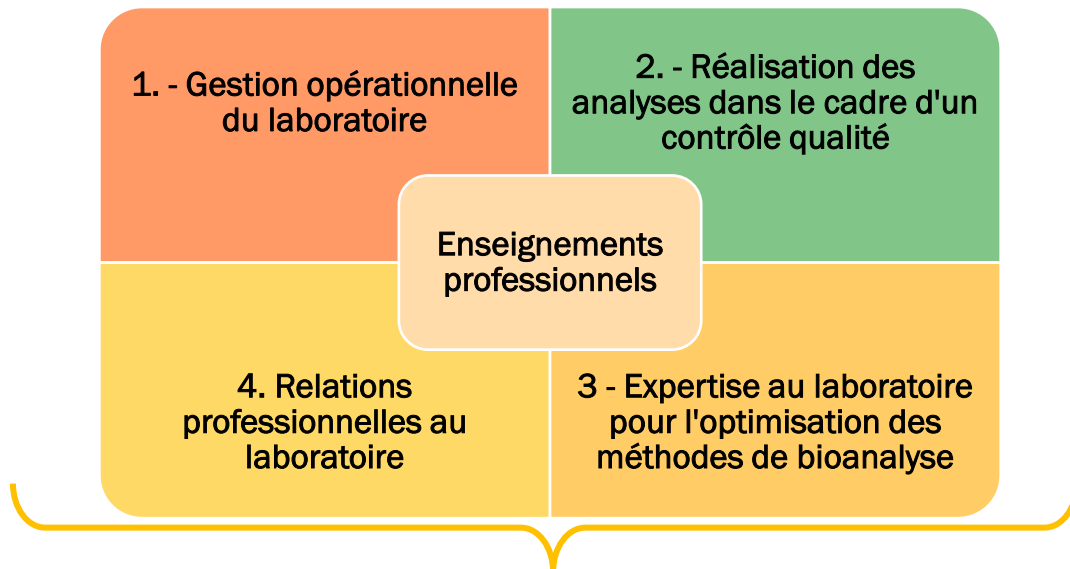 1. - Gestion opérationnelle
du laboratoire
2. - Réalisation des
analyses dans le cadre d'un
contrôle qualité
Enseignements
professionnels
4. Relations
professionnelles au
laboratoire
3 - Expertise au laboratoire
pour l'optimisation des
méthodes de bioanalyse